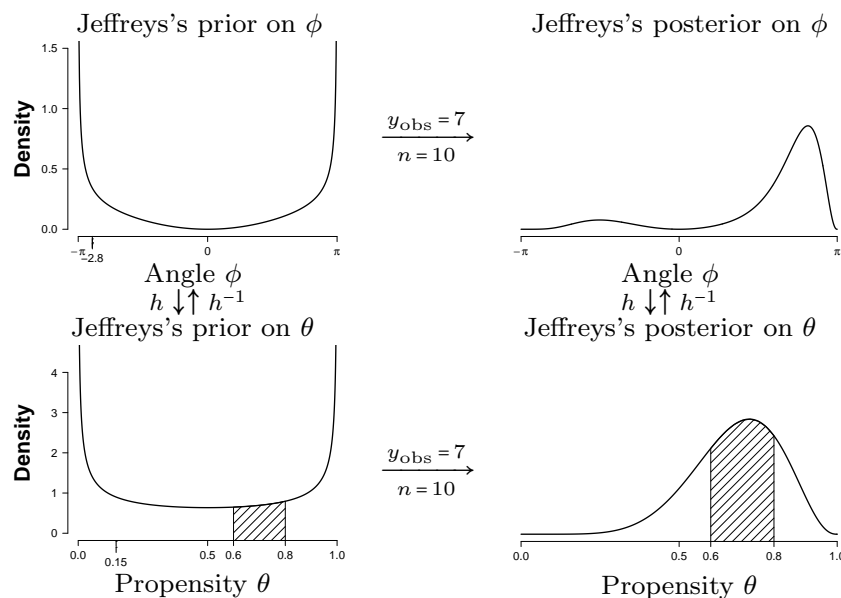 Jeffreys's prior on ϕ
Jeffreys's posterior on ϕ
Density
1.5
1.0
0.5
0.0
−π
−2.8
0
π
y_obs = 7
n = 10
−π
0
π
Angle ϕ
Angle ϕ
h ↓↑ h⁻¹
h ↓↑ h⁻¹
Jeffreys's prior on θ
Jeffreys's posterior on θ
Density
4
3
2
1
0
0.0
0.15
0.5
0.6
0.8
1.0
y_obs = 7
n = 10
0.0
0.5
0.6
0.8
1.0
Propensity θ
Propensity θ